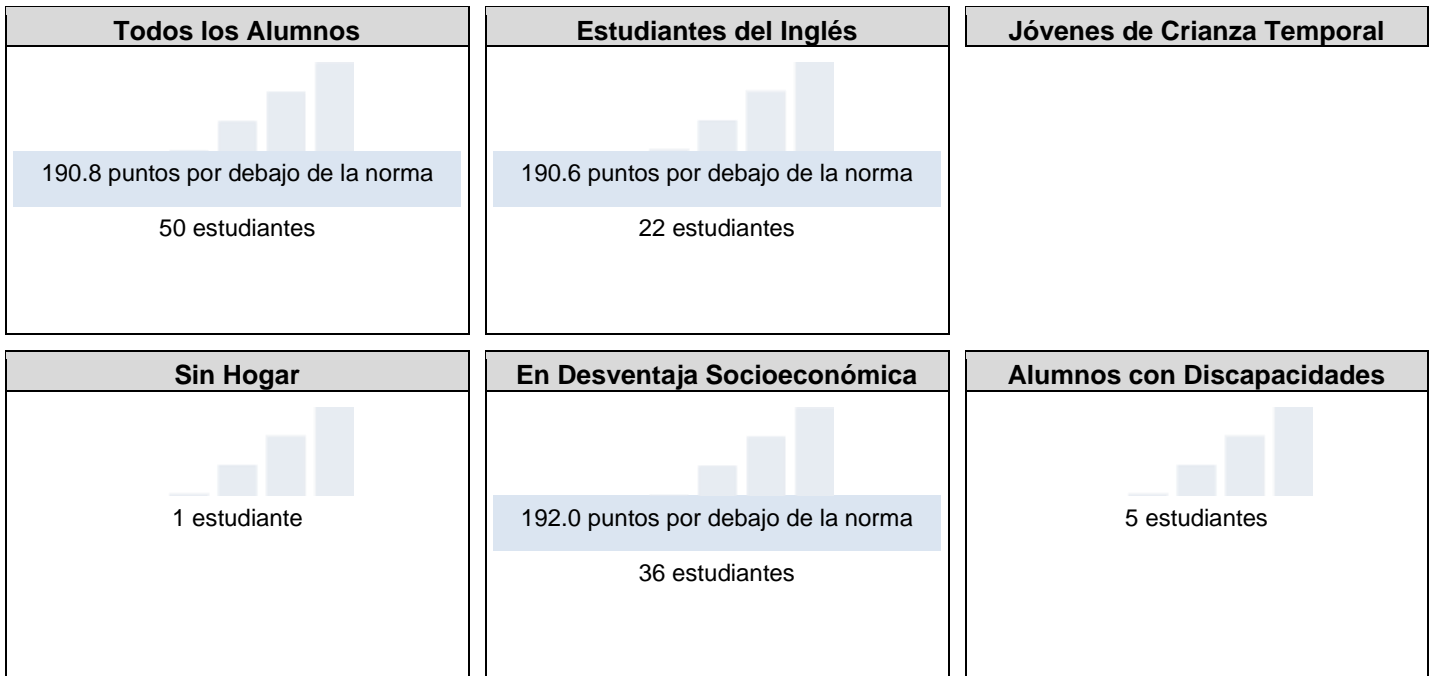 Todos los Alumnos
190.8 puntos por debajo de la norma
50 estudiantes
Estudiantes del Inglés
190.6 puntos por debajo de la norma
22 estudiantes
Jóvenes de Crianza Temporal
Sin Hogar
1 estudiante
En Desventaja Socioeconómica
192.0 puntos por debajo de la norma
36 estudiantes
Alumnos con Discapacidades
5 estudiantes